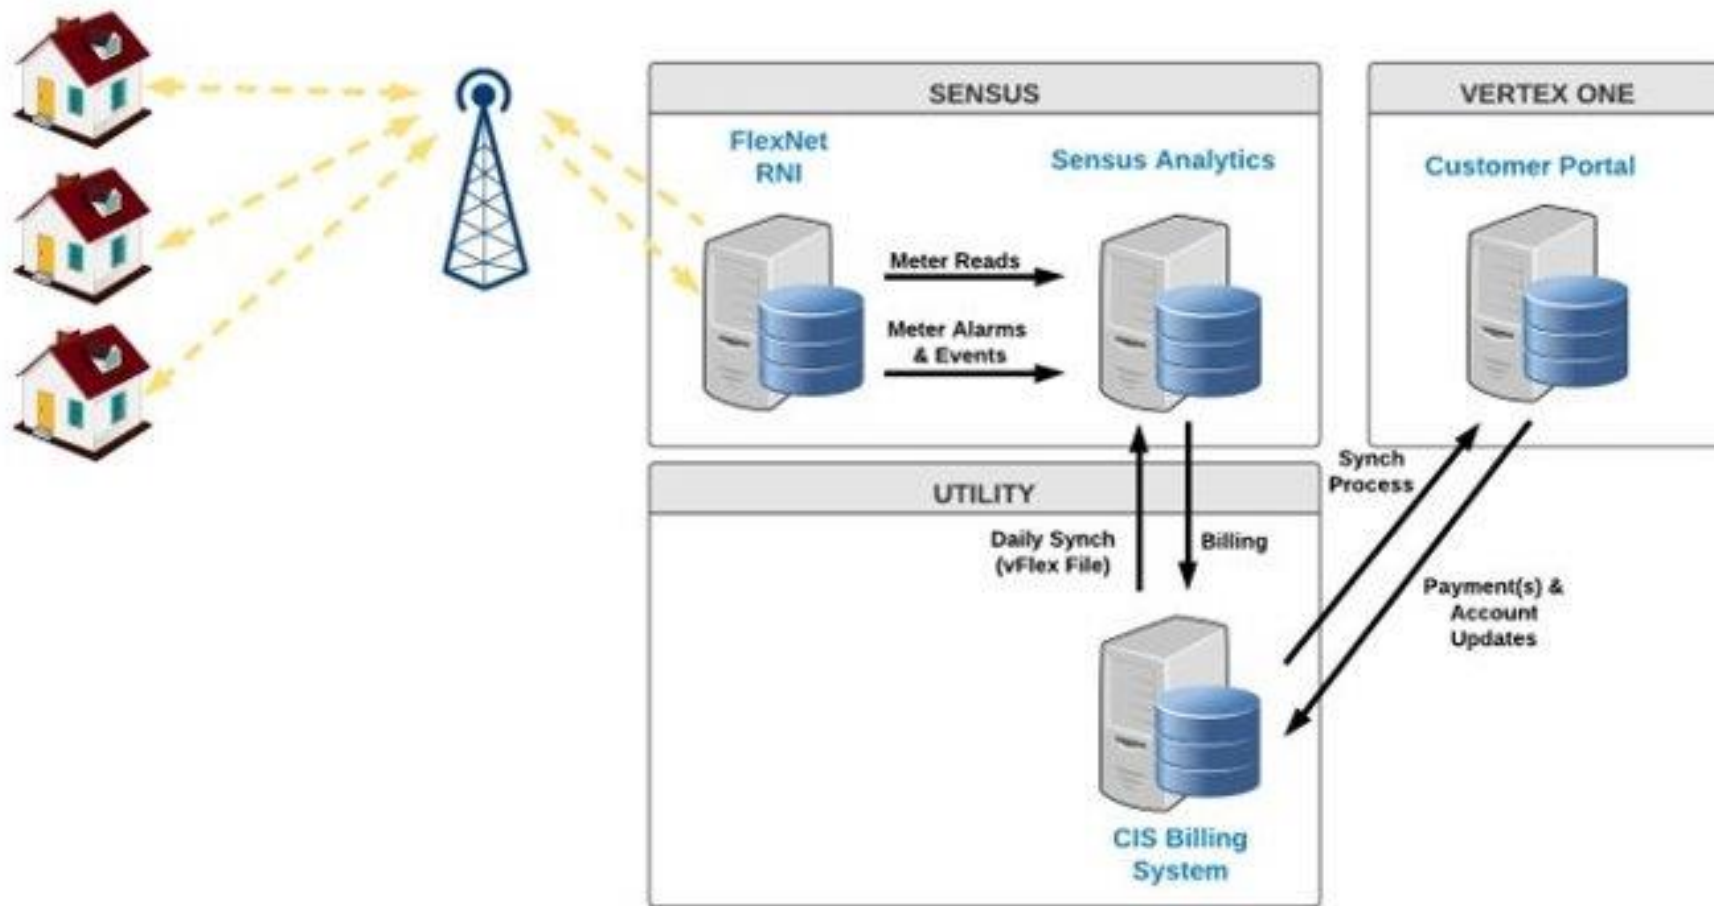 SENSUS
FlexNet
RNI
Sensus Analytics
Meter Reads
Meter Alarms
& Events
VERTEX ONE
Customer Portal
UTILITY
Daily Synch
(vFlex File)
Billing
Synch
Process
Payment(s) &
Account
Updates
CIS Billing
System